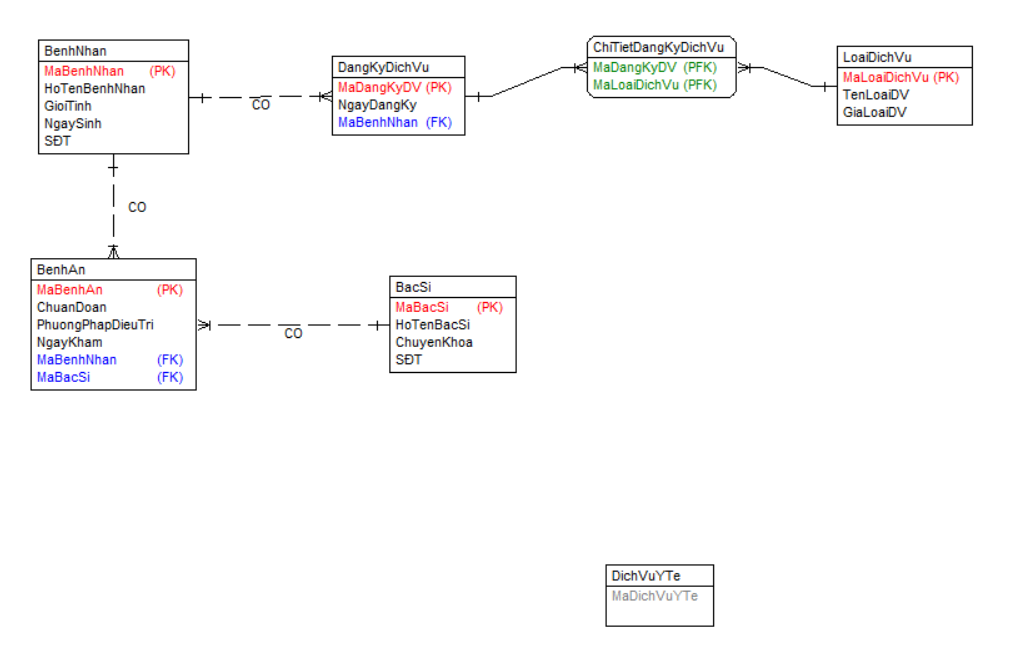 BenhNhan
MaBenhNhan (PK)
HoTenBenhNhan
GioiTinh
NgaySinh
SĐT
CO
DangKyDichVu
MaDangKyDV (PK)
NgayDangKy
MaBenhNhan (FK)
ChiTietDangKyDichVu
MaDangKyDV (PFK)
MaLoaiDichVu (PFK)
LoaiDichVu
MaLoaiDichVu (PK)
TenLoaiDV
GiaLoaiDV
CO
BenhAn
MaBenhAn (PK)
ChuanDoan
PhuongPhapDieuTri
NgayKham
MaBenhNhan (FK)
MaBacSi (FK)
CO
BacSi
MaBacSi (PK)
HoTenBacSi
ChuyenKhoa
SĐT
DichVuYTe
MaDichVuYTe